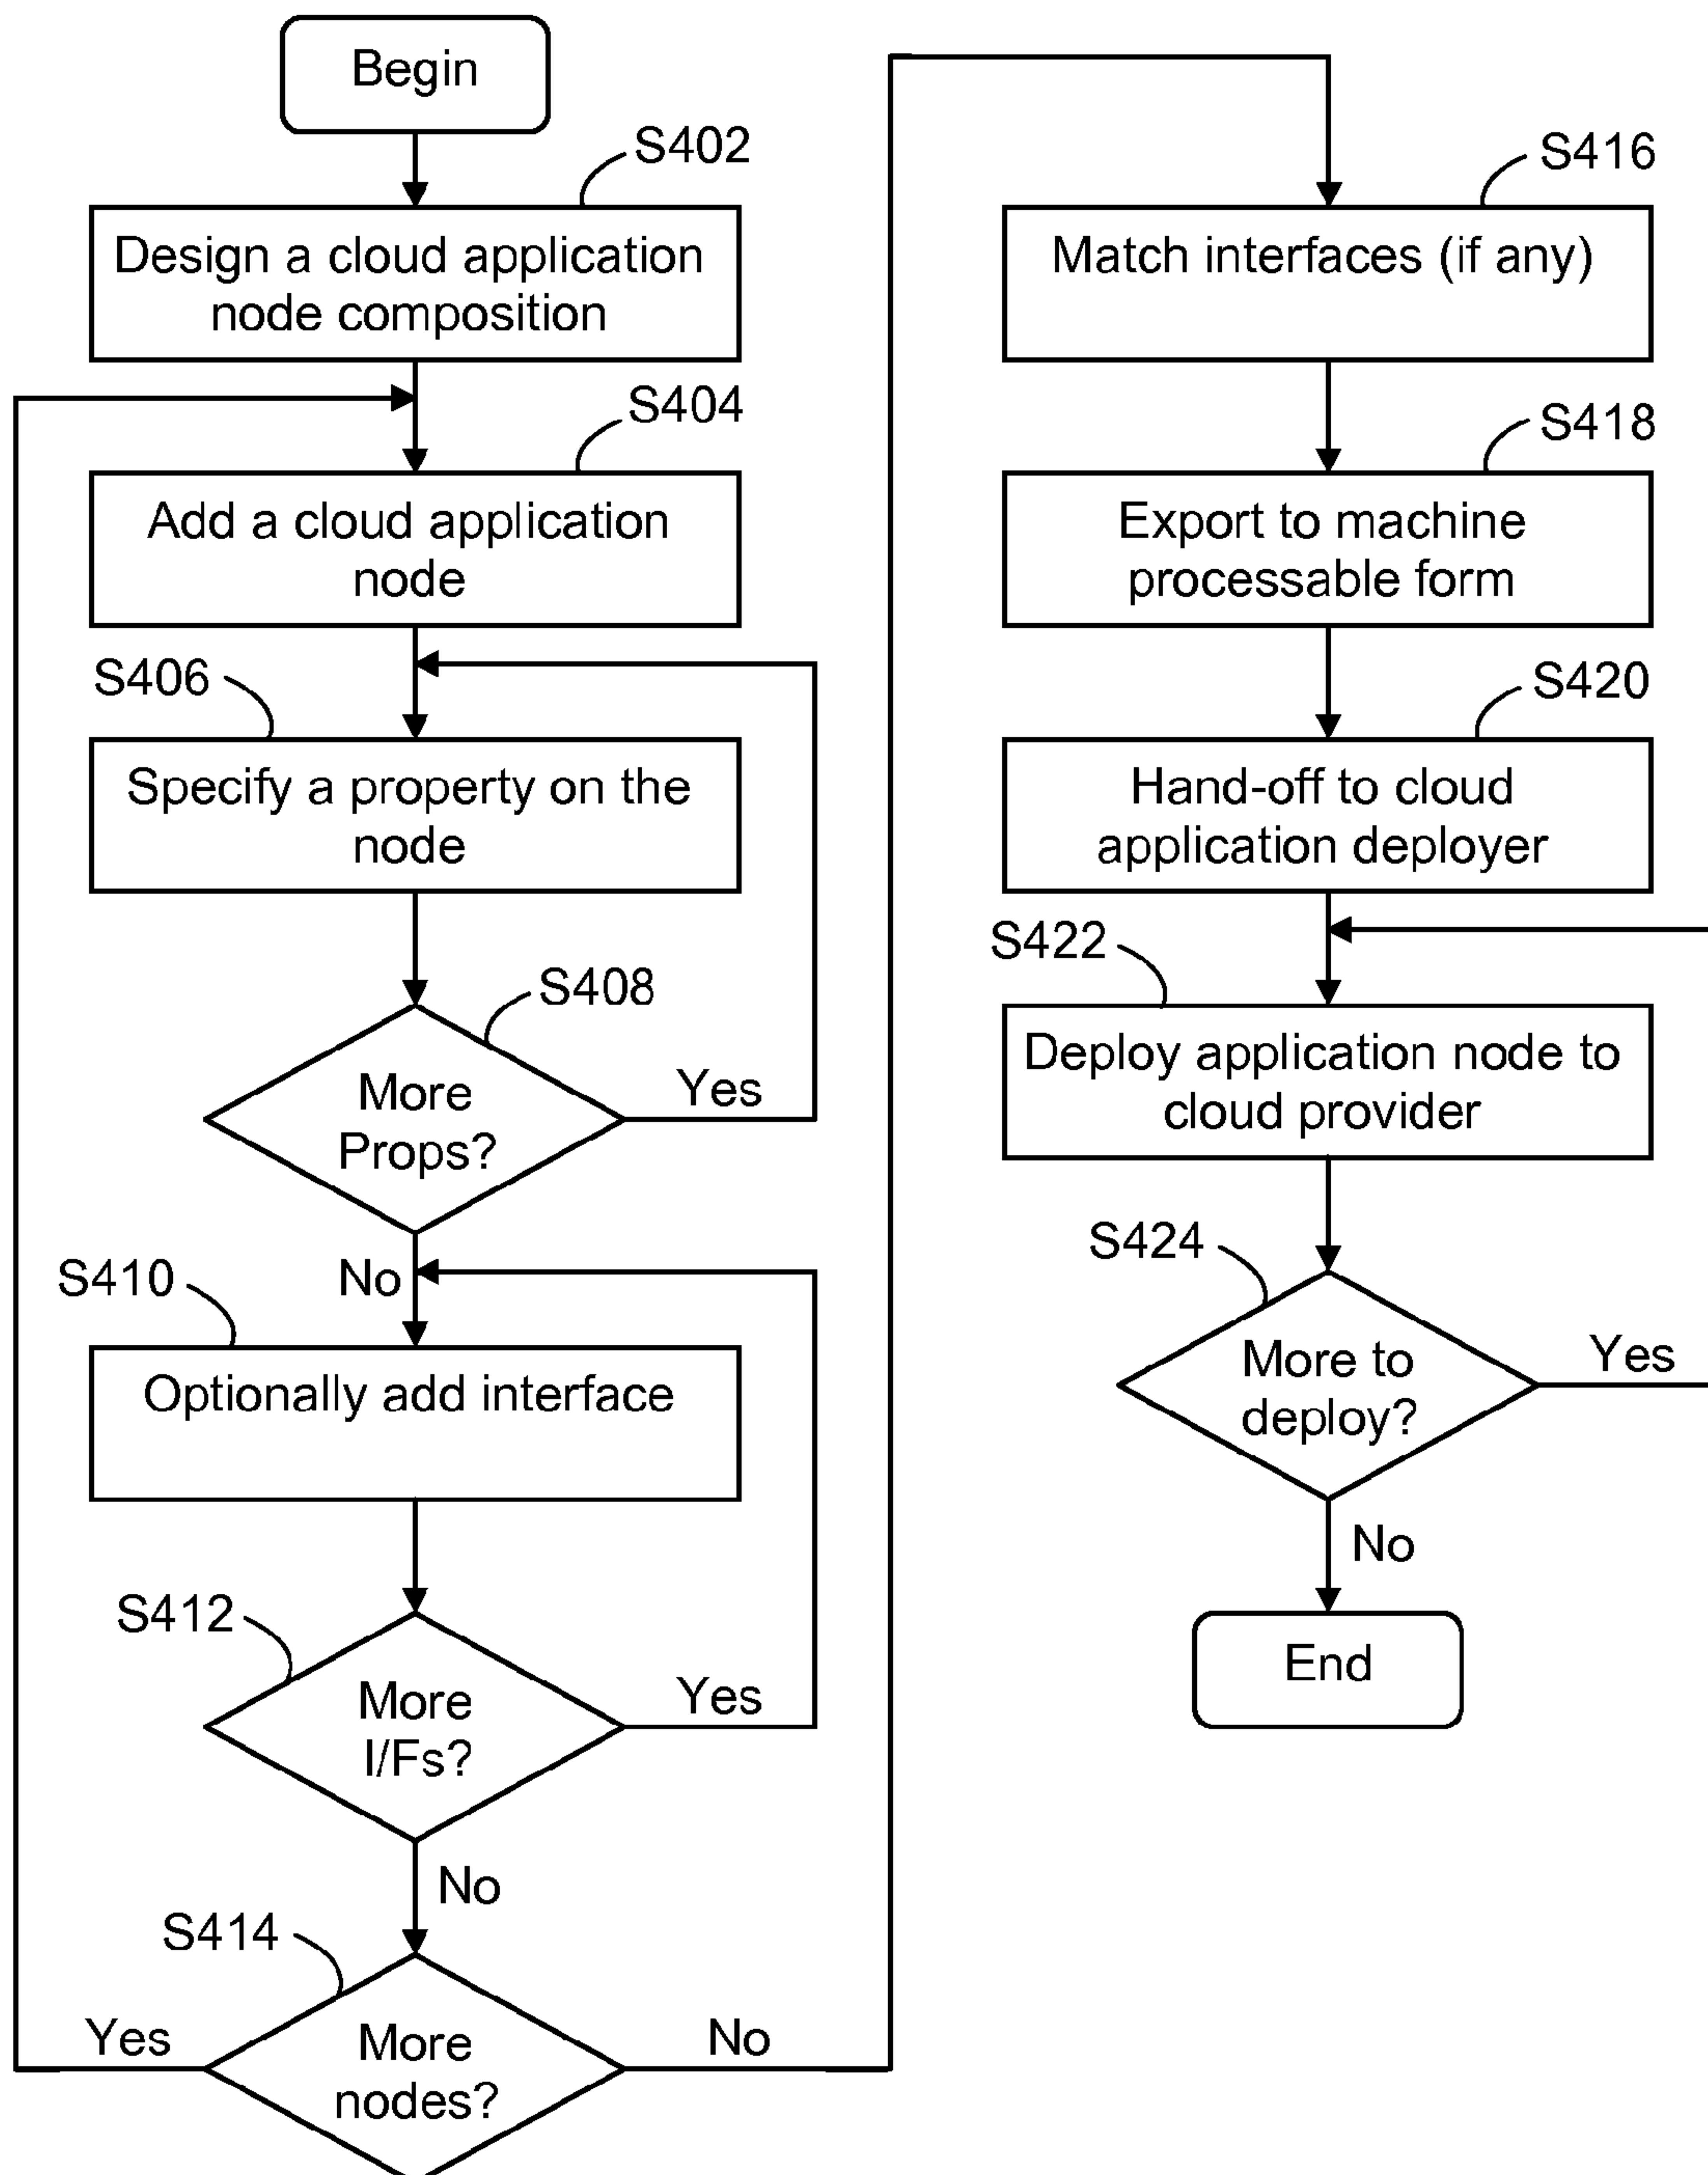 Begin
S402
Design a cloud application
node composition
S404
Add a cloud application
node
S406
Specify a property on the
node
S408
More
Props?
Yes
No
S410
Optionally add interface
S412
More
I/Fs?
Yes
No
S414
More
nodes?
Yes
No
S416
Match interfaces (if any)
S418
Export to machine
processable form
S420
Hand-off to cloud
application deployer
S422
Deploy application node to
cloud provider
S424
More to
deploy?
Yes
No
End